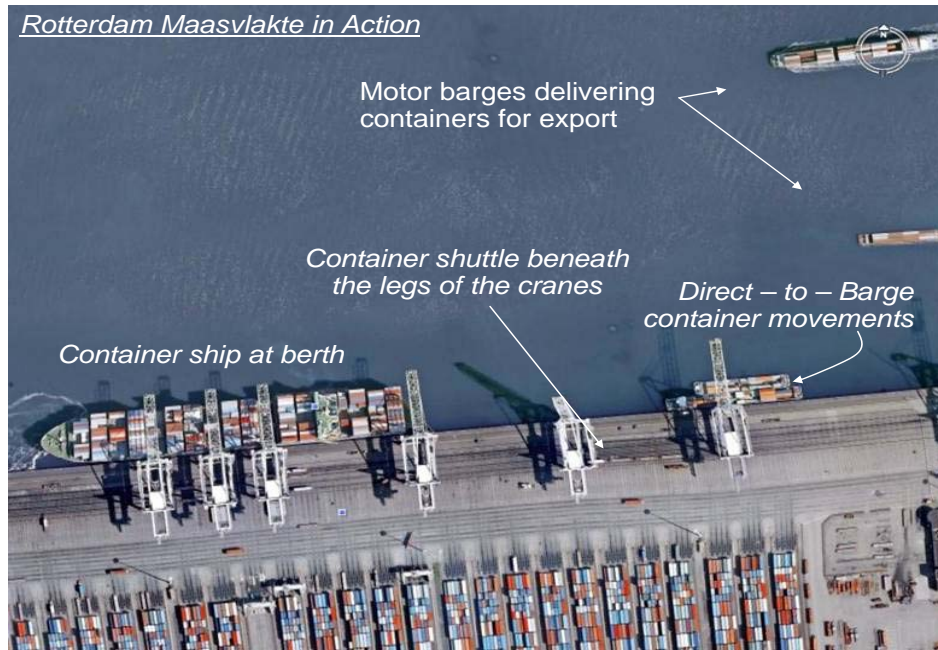 Rotterdam Maasvlakte in Action
N
Motor barges delivering
containers for export
Container shuttle beneath
the legs of the cranes
Direct – to – Barge
container movements
Container ship at berth